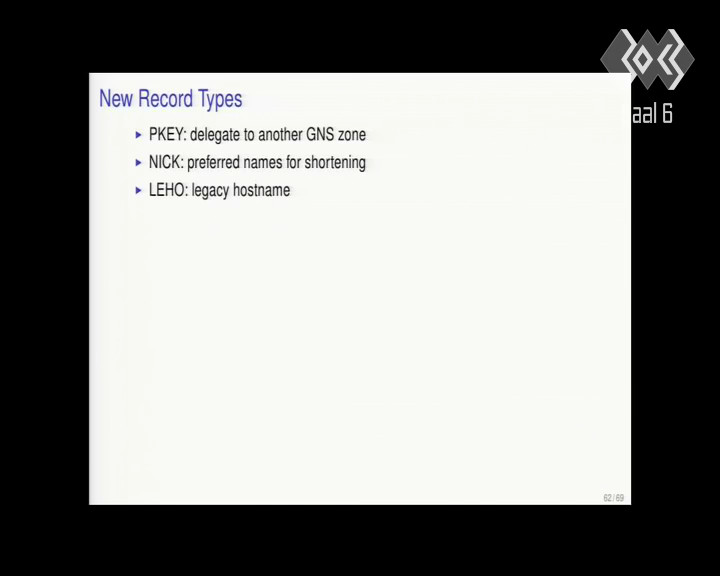 New Record Types
PKEY: delegate to another GNS zone
NICK: preferred names for shortening
LEHO: legacy hostname
aal 6
62 / 69